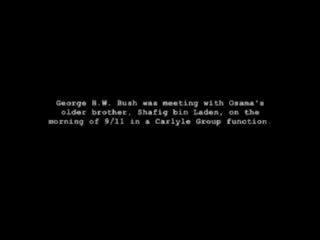 George H.W. Bush was meeting with Osama's
older brother, Shafig bin Laden, on the
morning of 9/11 in a Carlyle Group function.